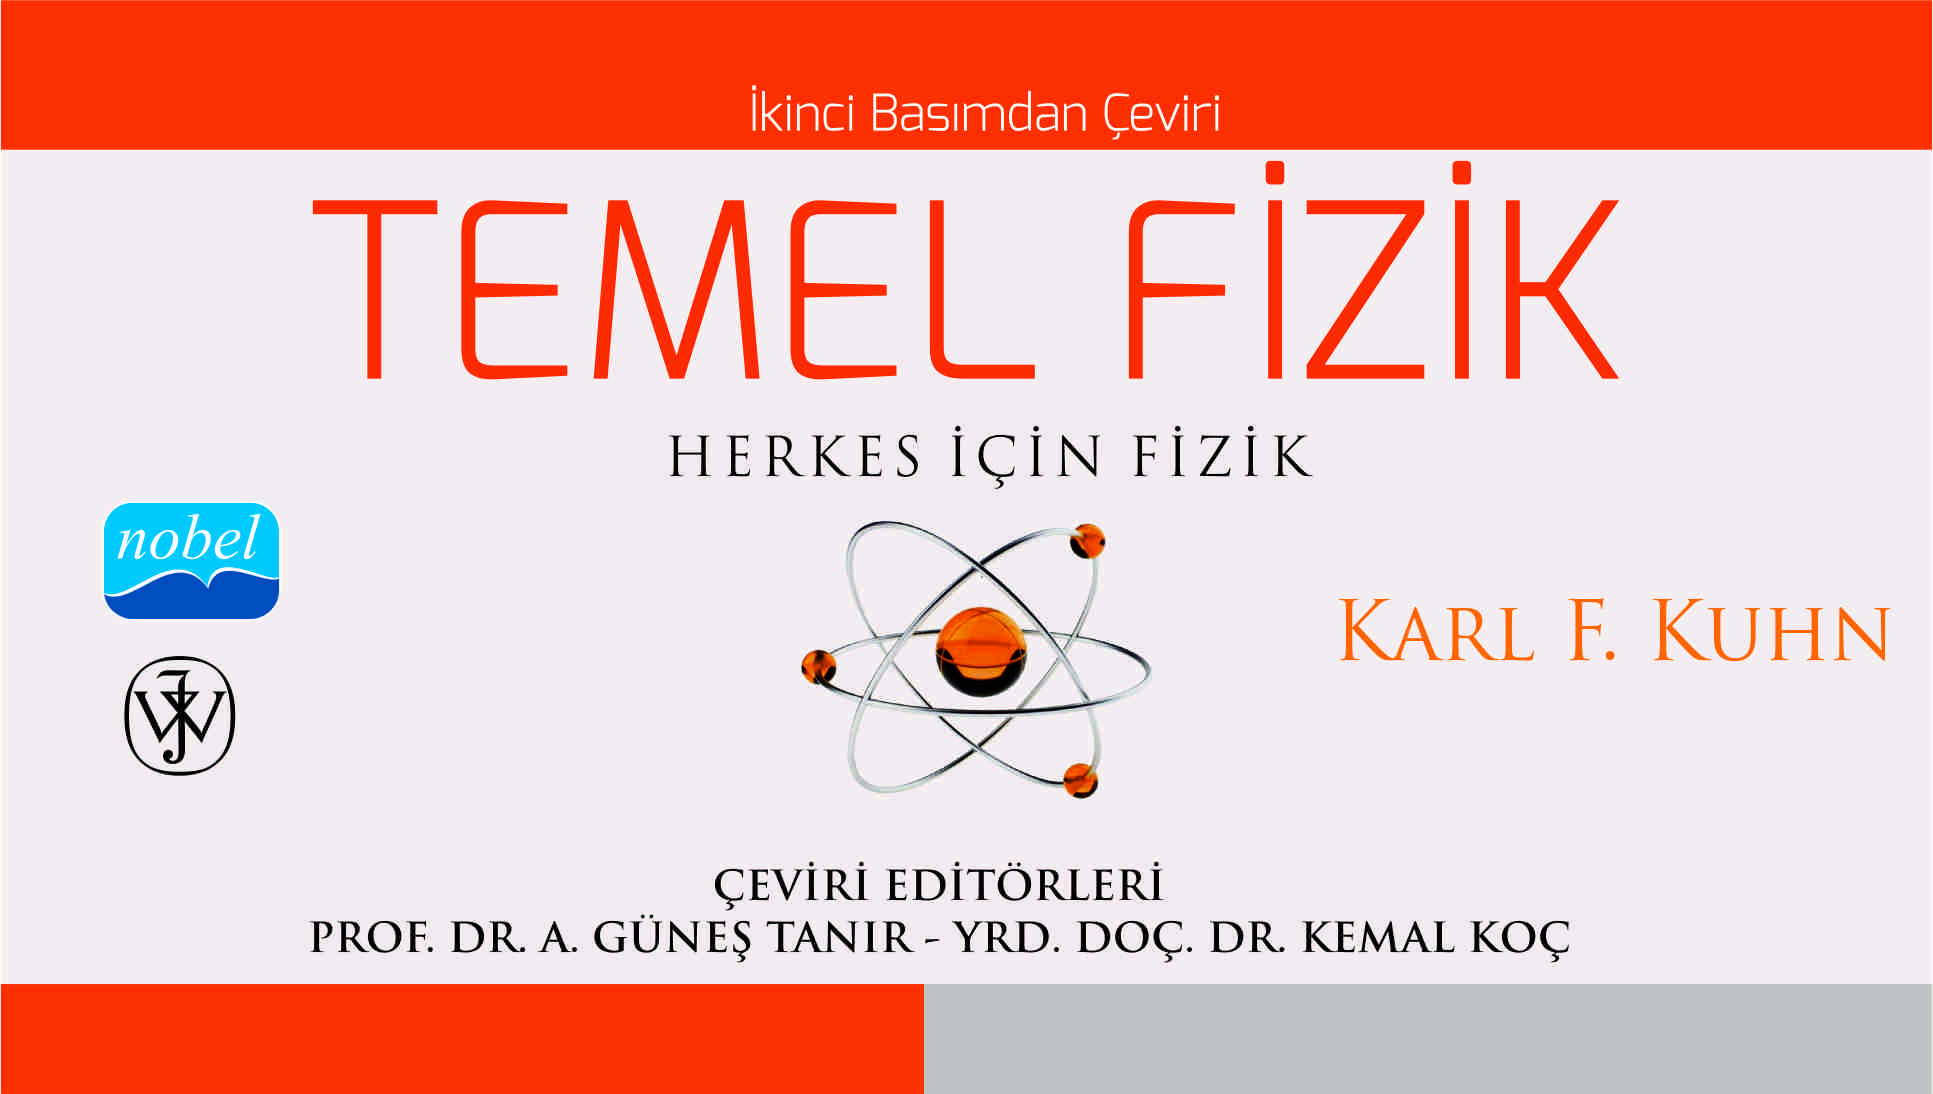 İkinci Basımdan Çeviri
TEMEL FİZİK
HERKES İÇİN FİZİK
nobel
JW
KARL F. KUHN
ÇEVİRİ EDİTÖRLERİ
PROF. DR. A. GÜNEŞ TANIR - YRD. DOÇ. DR. KEMAL KOÇ